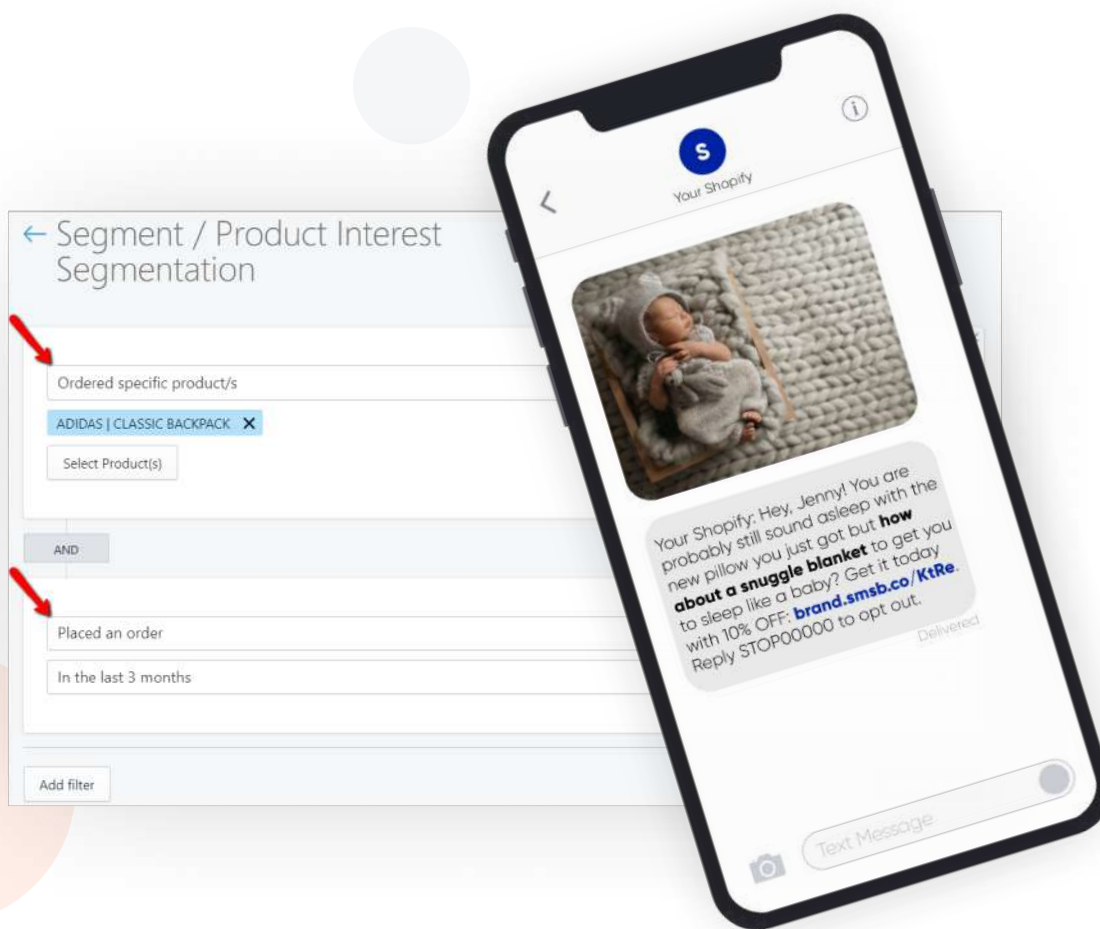 ← Segment / Product Interest
Segmentation
Ordered specific product/s
ADIDAS | CLASSIC BACKPACK X
Select Product(s)
AND
Placed an order
In the last 3 months
Add filter
S
Your Shopify
Your Shopify: Hey, Jenny! You are
probably still sound asleep with the
new pillow you just got but how
about a snuggle blanket to get you
to sleep like a baby? Get it today
with 10% OFF: brand.smsb.co/KtRe.
Reply STOP00000 to opt out.
Delivered
Text Message